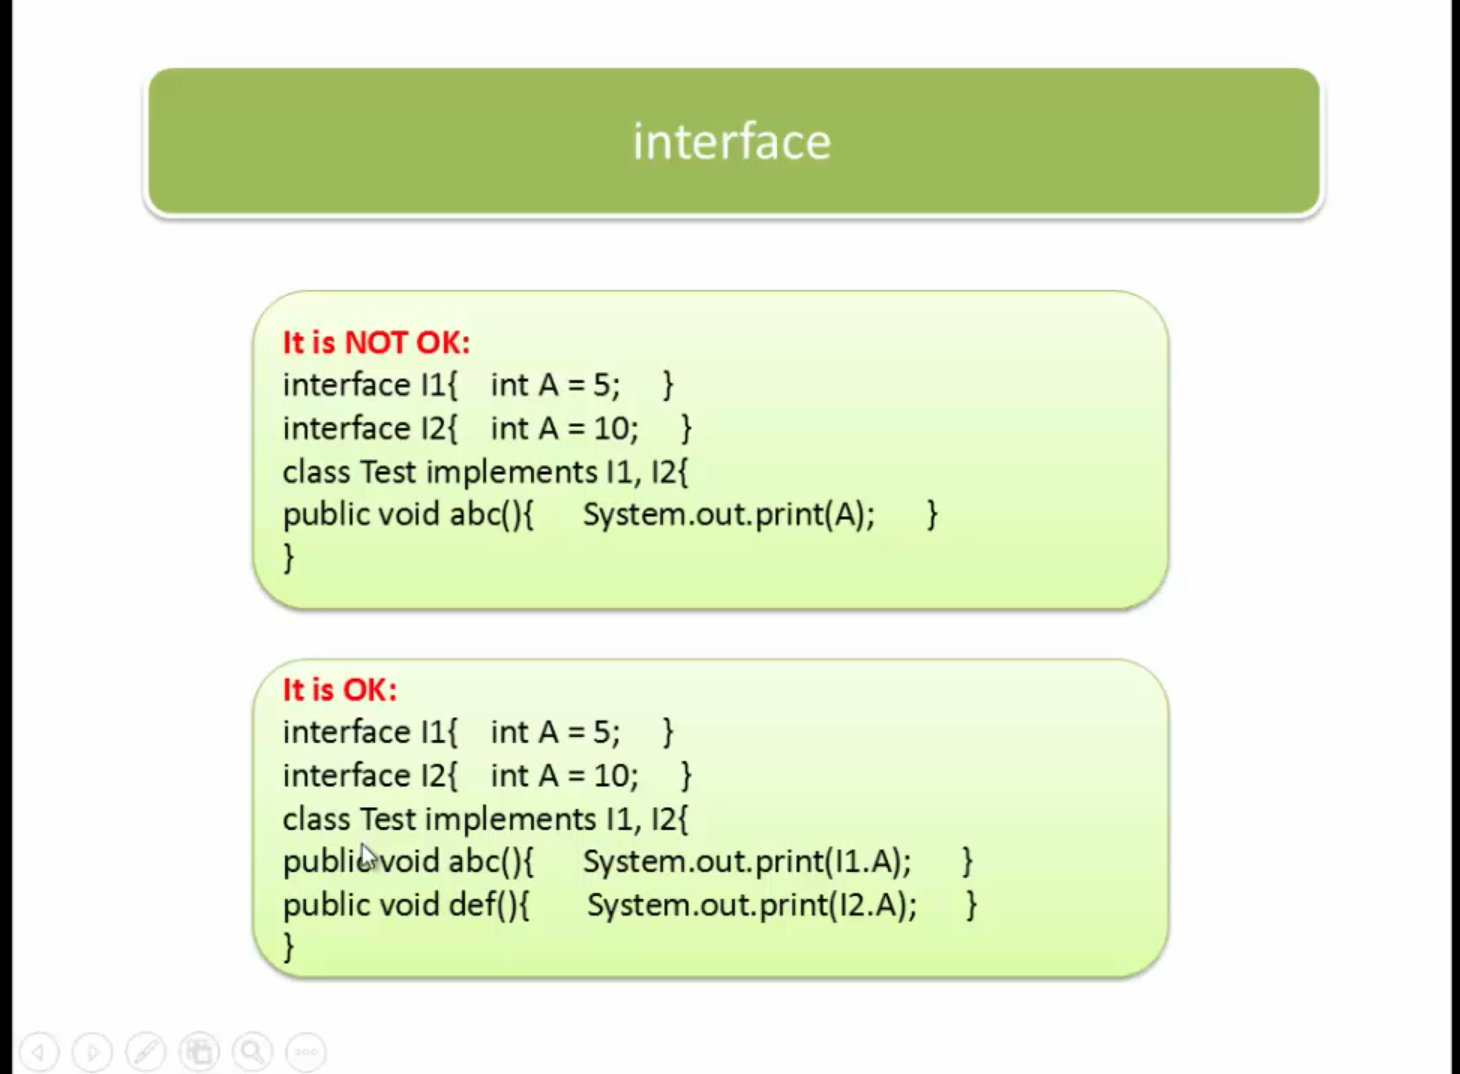 interface
It is NOT OK:
interface I1{ int A = 5; }
interface I2{ int A = 10; }
class Test implements I1, I2{
public void abc(){ System.out.print(A); }
}
It is OK:
interface I1{ int A = 5; }
interface I2{ int A = 10; }
class Test implements I1, I2{
public void abc(){ System.out.print(I1.A); }
public void def(){ System.out.print(I2.A); }
}